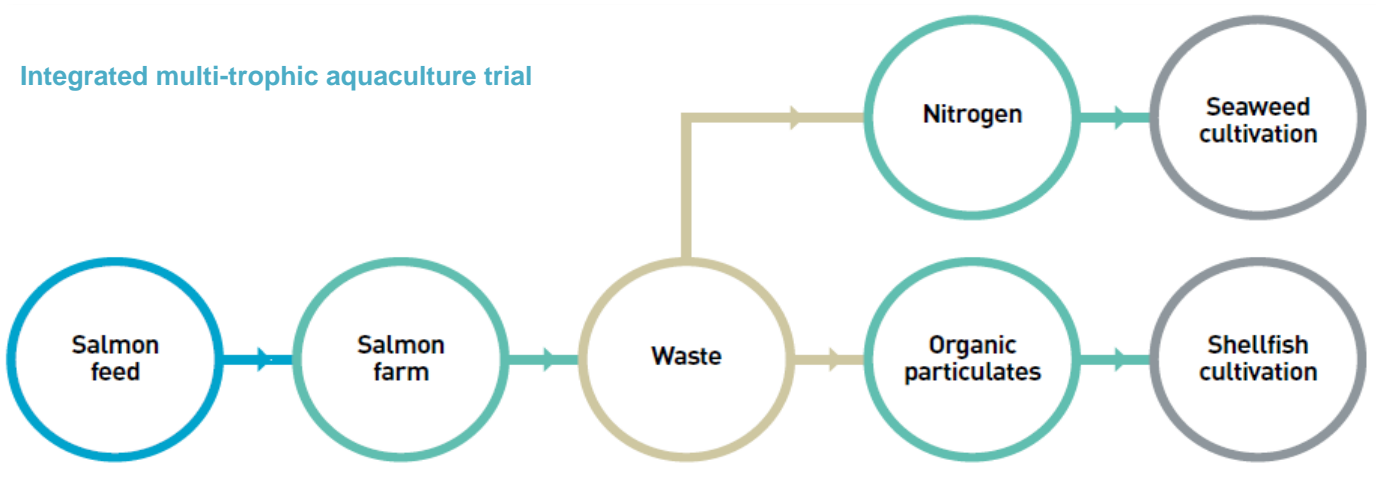 Integrated multi-trophic aquaculture trial
Nitrogen
Seaweed
cultivation
Salmon
feed
Salmon
farm
Waste
Organic
particulates
Shellfish
cultivation